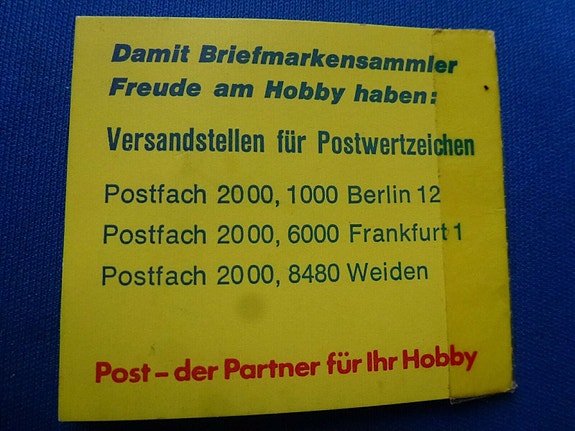 Damit Briefmarkensammler
Freude am Hobby haben:
Versandstellen für Postwertzeichen
Postfach 2000, 1000 Berlin 12
Postfach 2000, 6000 Frankfurt 1
Postfach 2000, 8480 Weiden
Post – der Partner für Ihr Hobby